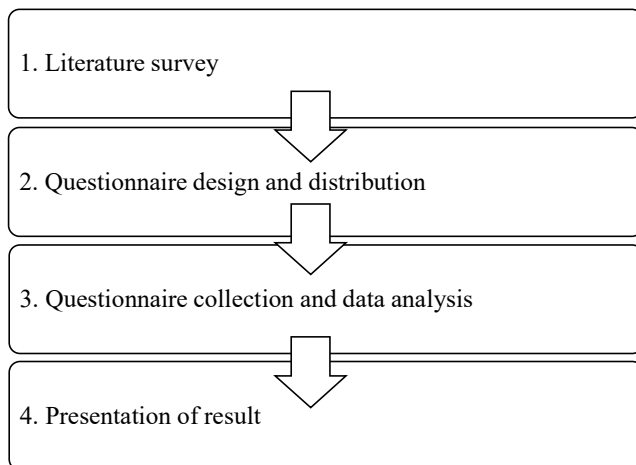 1. Literature survey
2. Questionnaire design and distribution
3. Questionnaire collection and data analysis
4. Presentation of result